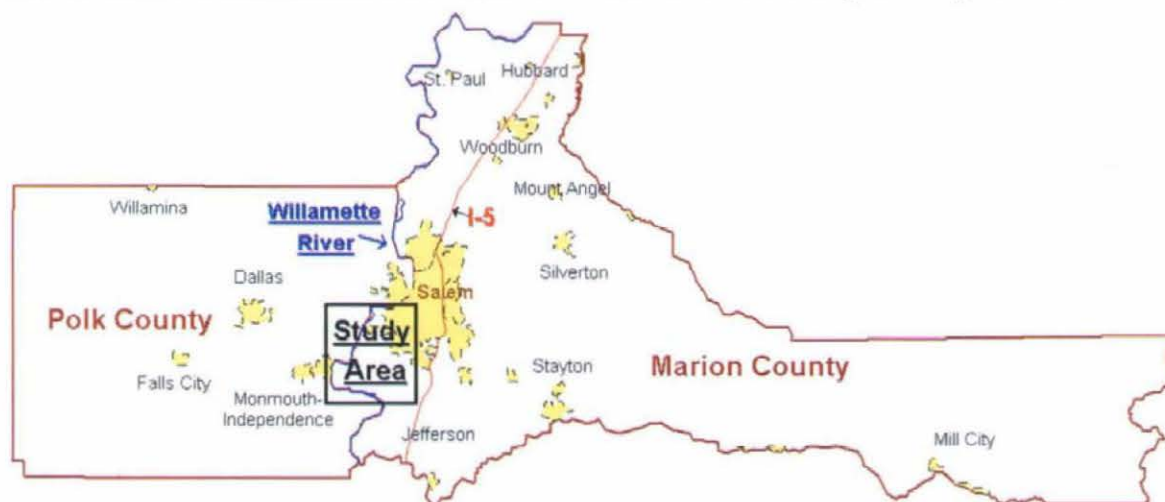 St. Paul
Hubbard
Woodburn
Mount Angel
Willamina
Willamette
River
I-5
Silverton
Dallas
Salem
Polk County
Study
Area
Falls City
Monmouth-
Independence
Stayton
Marion County
Jefferson
Mill City